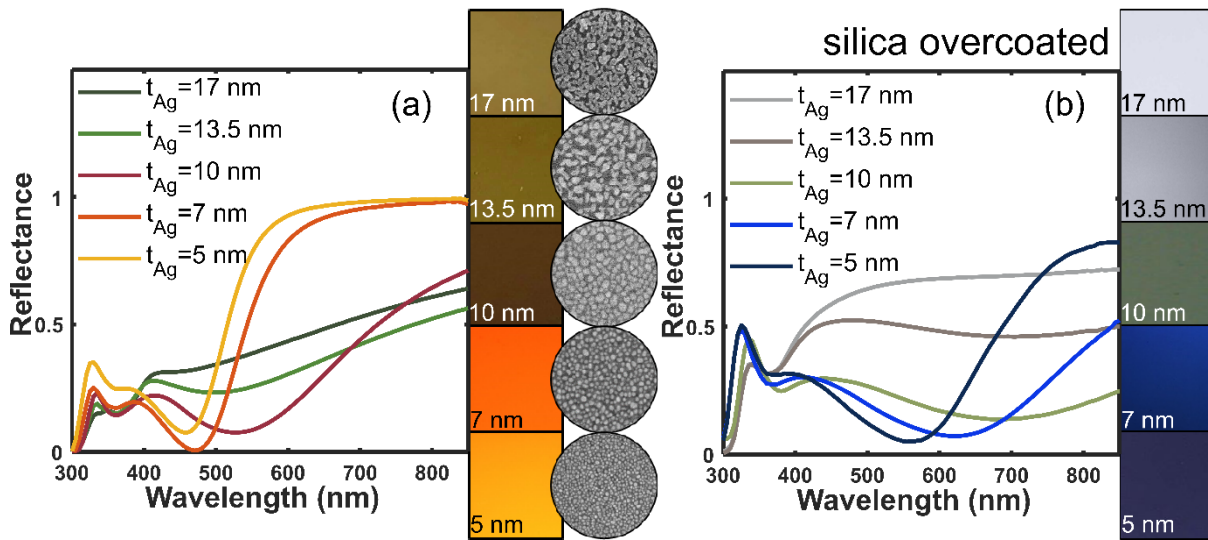 (a)
t_Ag=17 nm
t_Ag=13.5 nm
t_Ag=10 nm
t_Ag=7 nm
t_Ag=5 nm
Reflectance
1
0.5
0
300 400 500 600 700 800
Wavelength (nm)
17 nm
13.5 nm
10 nm
7 nm
5 nm
silica overcoated
(b)
t_Ag=17 nm
t_Ag=13.5 nm
t_Ag=10 nm
t_Ag=7 nm
t_Ag=5 nm
Reflectance
1
0.5
0
300 400 500 600 700 800
Wavelength (nm)
17 nm
13.5 nm
10 nm
7 nm
5 nm